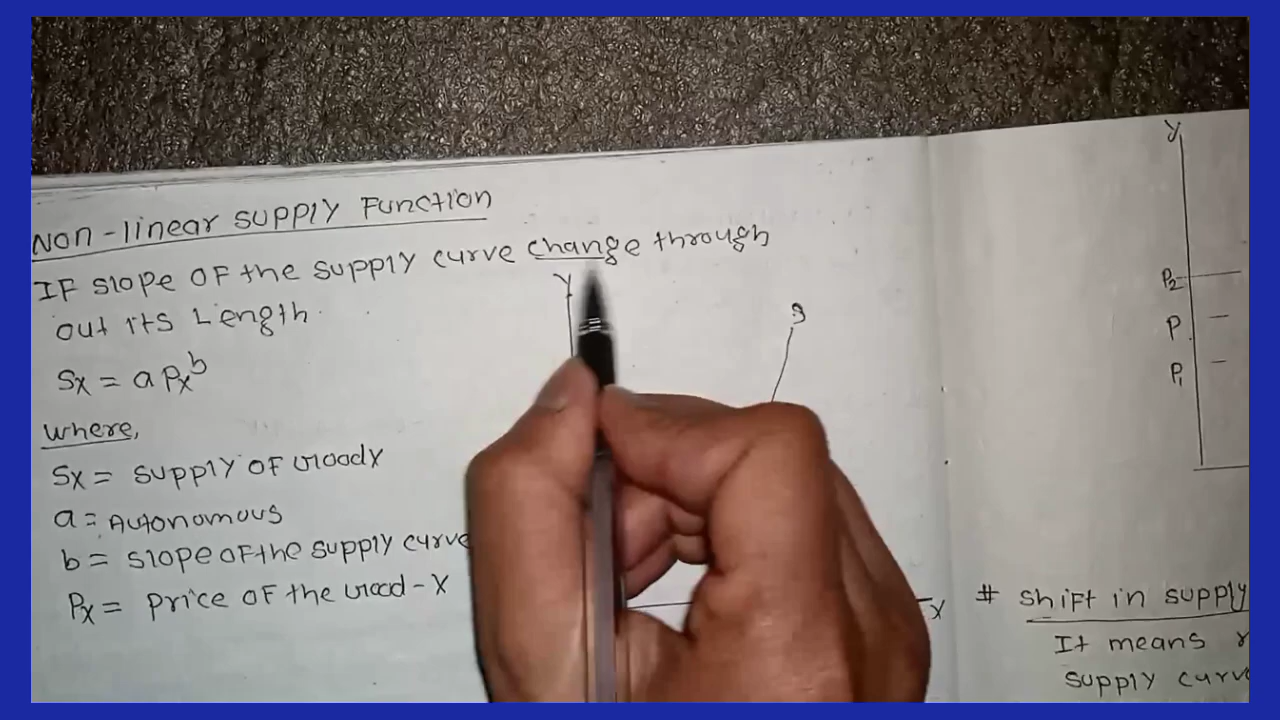 Non-linear Supply Function
If slope of the supply curve change through
out its Length.
Sx = a Px^b
Where,
Sx = supply of goodx
a = Autonomous
b = slope of the supply curve
Px = price of the good-X
Y
S
X
Y
P2
P
P1
# Shift in supply
It means
supply curve